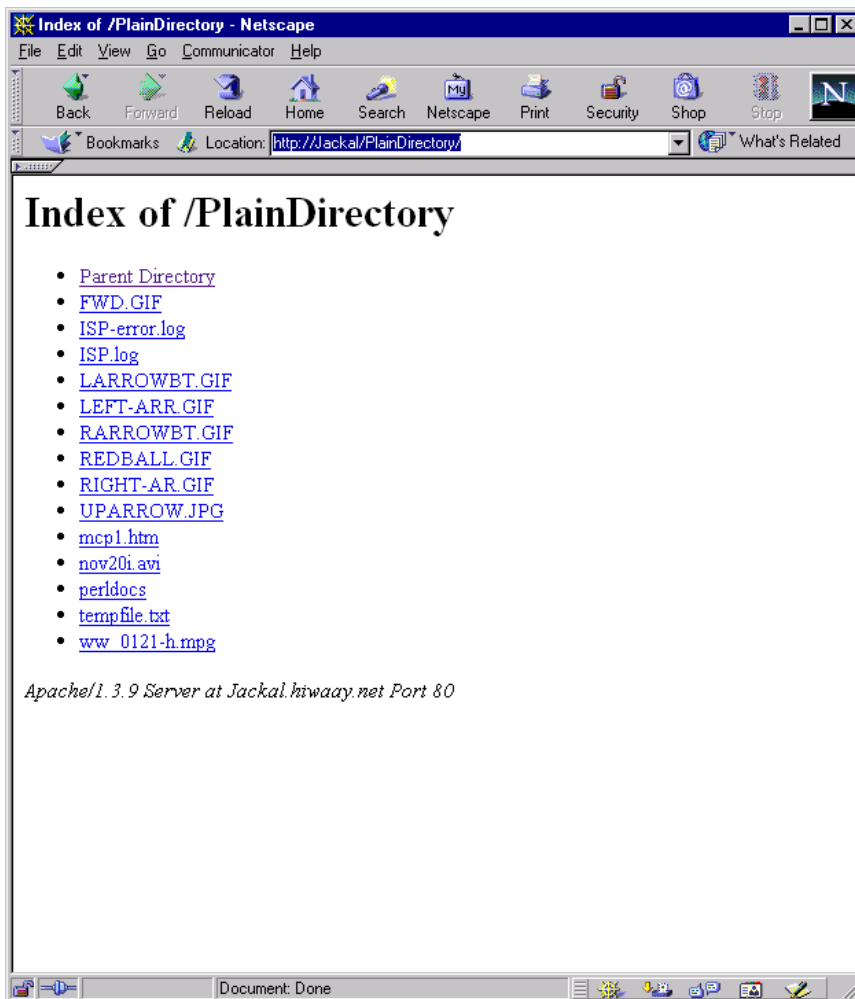 Index of /PlainDirectory - Netscape
File Edit View Go Communicator Help
My N
Back Forward Reload Home Search Netscape Print Security Shop Stop
Bookmarks Location: http://Jackal/PlainDirectory/ What's Related
Index of /PlainDirectory
• Parent Directory
• FWD.GIF
• ISP-error.log
• ISP.log
• LARROWBT.GIF
• LEFT-ARR.GIF
• RARROWBT.GIF
• REDBALL.GIF
• RIGHT-AR.GIF
• UPARROW.JPG
• mcp1.htm
• nov20i.avi
• perldocs
• tempfile.txt
• ww_0121-h.mpg
Apache/1.3.9 Server at Jackal.hiwaay.net Port 80
Document: Done